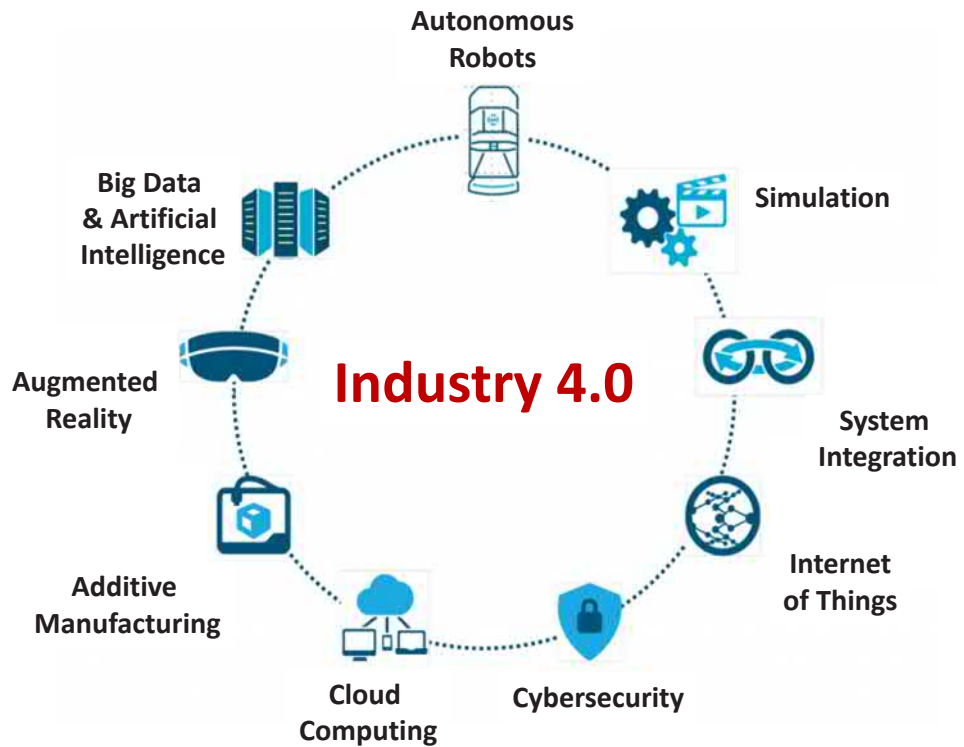 Autonomous
Robots
Big Data
& Artificial
Intelligence
Simulation
Industry 4.0
Augmented
Reality
System
Integration
Additive
Manufacturing
Internet
of Things
Cloud
Computing
Cybersecurity